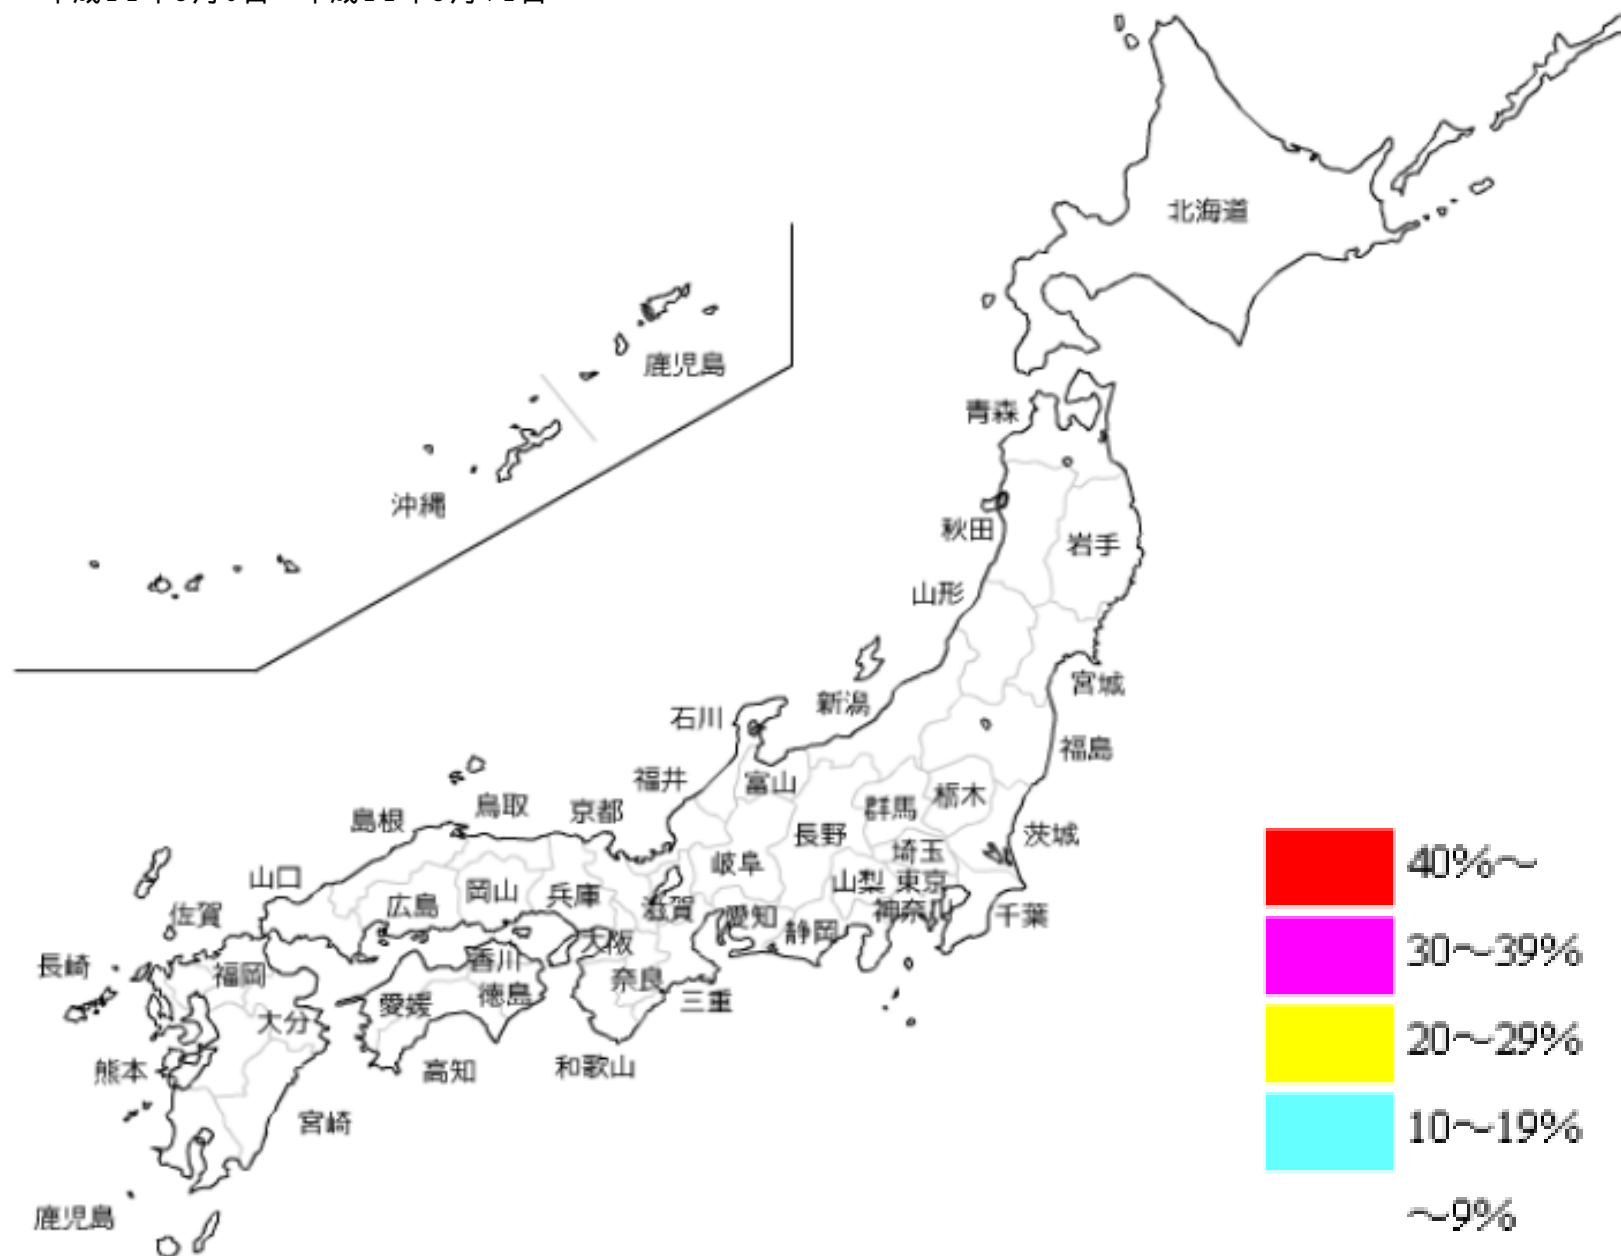 北海道
鹿児島
青森
沖縄
秋田
岩手
山形
宮城
新潟
石川
福島
福井
富山
栃木
鳥取
群馬
京都
島根
長野
茨城
埼玉
岐阜
山口
岡山
兵庫
山梨
東京
広島
滋賀
神奈川
佐賀
愛知
千葉
静岡
大阪
香川
長崎
福岡
奈良
徳島
愛媛
三重
大分
和歌山
熊本
高知
宮崎
鹿児島
40%～
30～39%
20～29%
10～19%
～9%